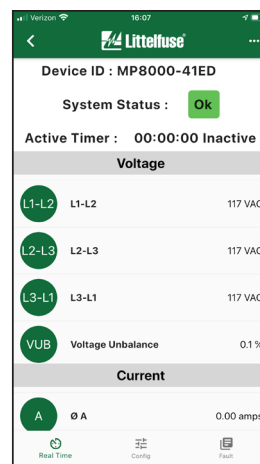 Verizon 16:07
Littelfuse®
Device ID : MP8000-41ED
System Status : Ok
Active Timer : 00:00:00 Inactive
Voltage
L1-L2 L1-L2 117 VAC
L2-L3 L2-L3 117 VAC
L3-L1 L3-L1 117 VAC
VUB Voltage Unbalance 0.1 %
Current
A Ø A 0.00 amps
Real Time Config Fault